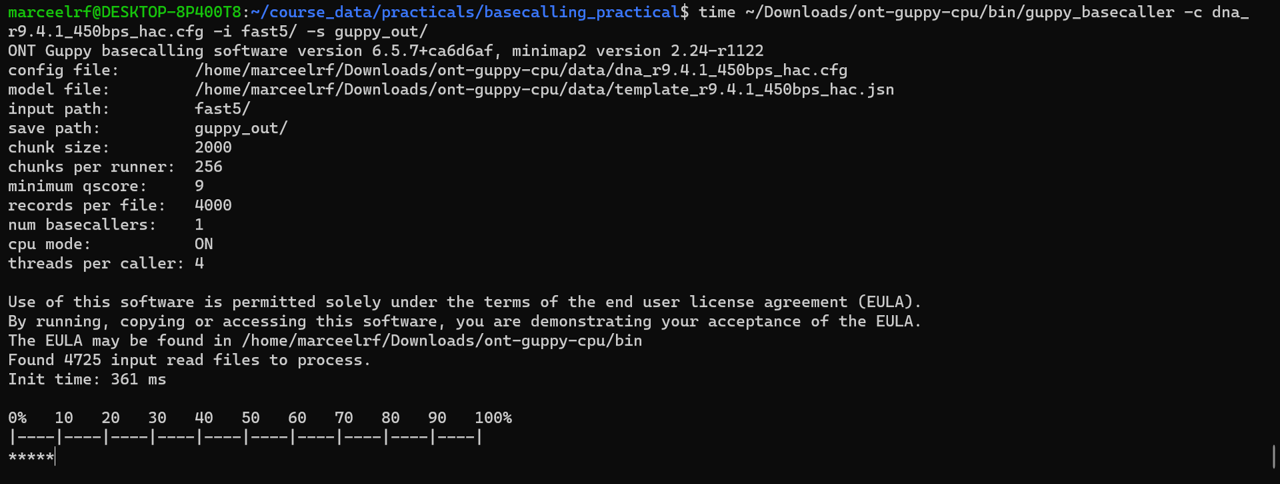 marceelrf@DESKTOP-8P400T8:~/course_data/practicals/basecalling_practical$ time ~/Downloads/ont-guppy-cpu/bin/guppy_basecaller -c dna_
r9.4.1_450bps_hac.cfg -i fast5/ -s guppy_out/
ONT Guppy basecalling software version 6.5.7+ca6d6af, minimap2 version 2.24-r1122
config file:        /home/marceelrf/Downloads/ont-guppy-cpu/data/dna_r9.4.1_450bps_hac.cfg
model file:         /home/marceelrf/Downloads/ont-guppy-cpu/data/template_r9.4.1_450bps_hac.jsn
input path:         fast5/
save path:          guppy_out/
chunk size:         2000
chunks per runner:  256
minimum qscore:     9
records per file:   4000
num basecallers:    1
cpu mode:           ON
threads per caller: 4

Use of this software is permitted solely under the terms of the end user license agreement (EULA).
By running, copying or accessing this software, you are demonstrating your acceptance of the EULA.
The EULA may be found in /home/marceelrf/Downloads/ont-guppy-cpu/bin
Found 4725 input read files to process.
Init time: 361 ms

0%   10   20   30   40   50   60   70   80   90   100%
|----|----|----|----|----|----|----|----|----|----|
*****